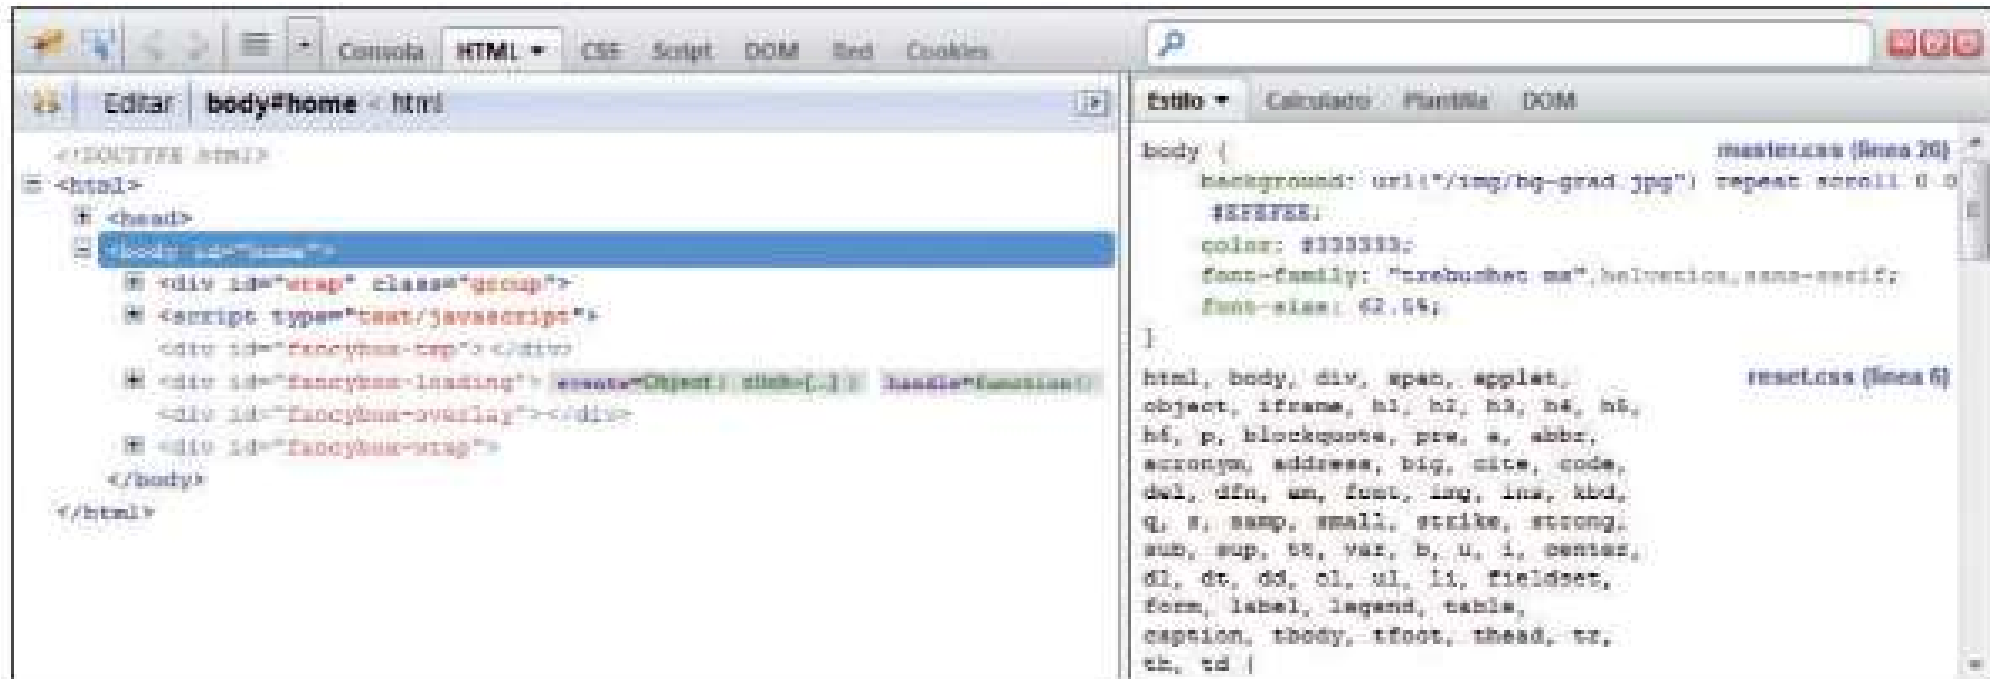 Consola HTML CSS Script DOM Red Cookies
Editar body#home < html
<!DOCTYPE html>
<html>
<head>
<body id="home">
<div id="wrap" class="group">
<script type="text/javascript">
<div id="fancybox-tmp"></div>
<div id="fancybox-loading"> events=Object{ click=[...] } handle=function()
<div id="fancybox-overlay"></div>
<div id="fancybox-wrap">
</body>
</html>
Estilo Calculado Plantilla DOM
body { master.css (línea 26)
background: url("/img/bg-grad.jpg") repeat scroll 0 0
color: #333333;
font-family: "trebuchet ms",helvetica,sans-serif;
font-size: 62.5%;
}
html, body, div, span, applet, reset.css (línea 6)
object, iframe, h1, h2, h3, h4, h5,
h6, p, blockquote, pre, a, abbr,
acronym, address, big, cite, code,
del, dfn, em, font, img, ins, kbd,
q, s, samp, small, strike, strong,
sub, sup, tt, var, b, u, i, center,
dl, dt, dd, ol, ul, li, fieldset,
form, label, legend, table,
caption, tbody, tfoot, thead, tr,
th, td {